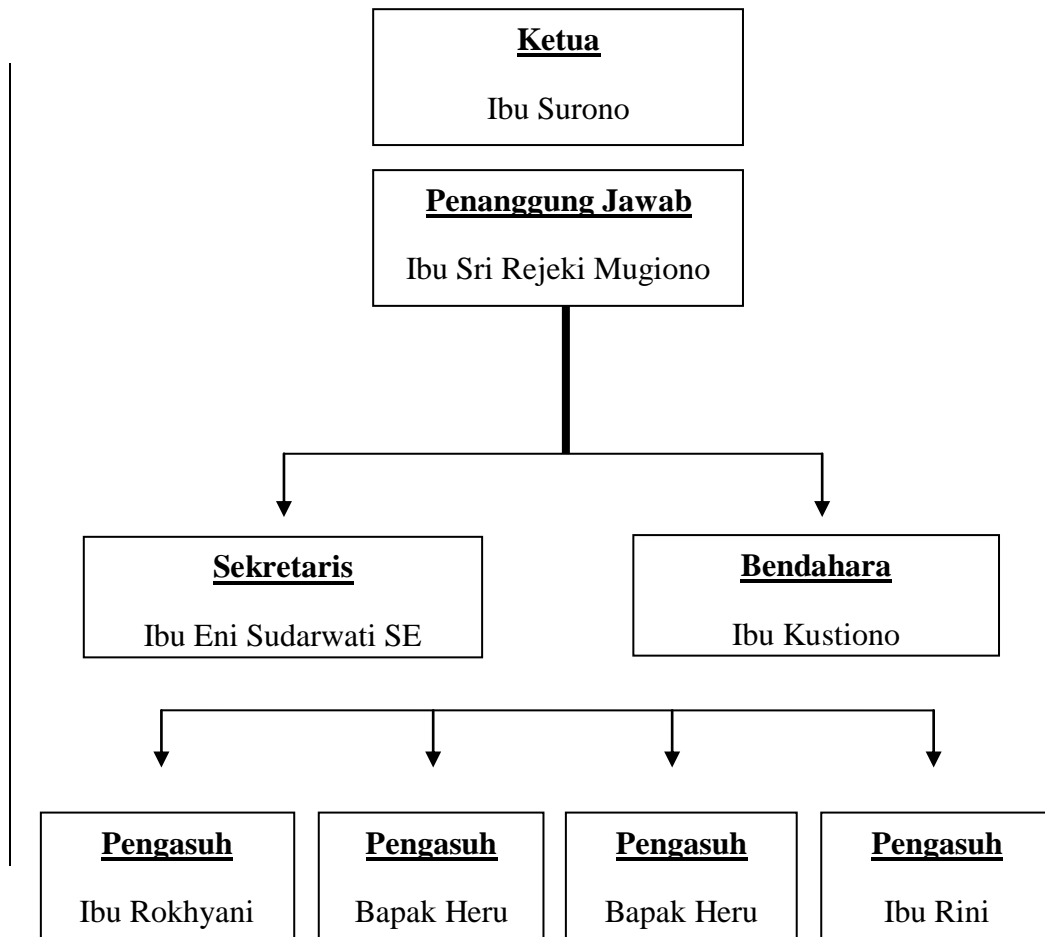 Ketua
Ibu Surono
Penanggung Jawab
Ibu Sri Rejeki Mugiono
Sekretaris
Ibu Eni Sudarwati SE
Bendahara
Ibu Kustiono
Pengasuh
Ibu Rokhyani
Pengasuh
Bapak Heru
Pengasuh
Bapak Heru
Pengasuh
Ibu Rini